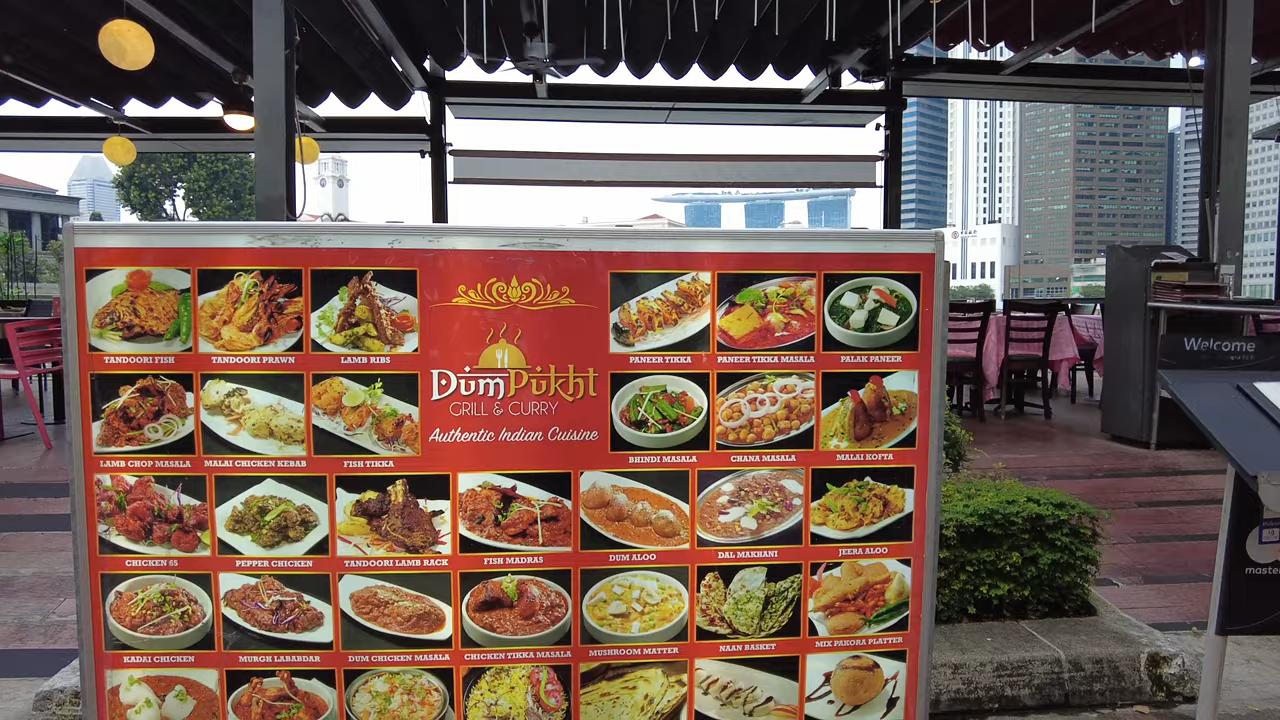 TANDOORI FISH
TANDOORI PRAWN
LAMB RIBS
DumPukht
GRILL & CURRY
Authentic Indian Cuisine
PANEER TIKKA
PANEER TIKKA MASALA
PALAK PANEER
LAMB CHOP MASALA
MALAI CHICKEN KEBAB
FISH TIKKA
BHINDI MASALA
CHANA MASALA
MALAI KOFTA
CHICKEN 65
PEPPER CHICKEN
TANDOORI LAMB RACK
FISH MADRAS
DUM ALOO
DAL MAKHANI
JEERA ALOO
KADAI CHICKEN
MURGH LABABDAR
DUM CHICKEN MASALA
CHICKEN TIKKA MASALA
MUSHROOM MATTER
NAAN BASKET
MIX PAKORA PLATTER
Welcome